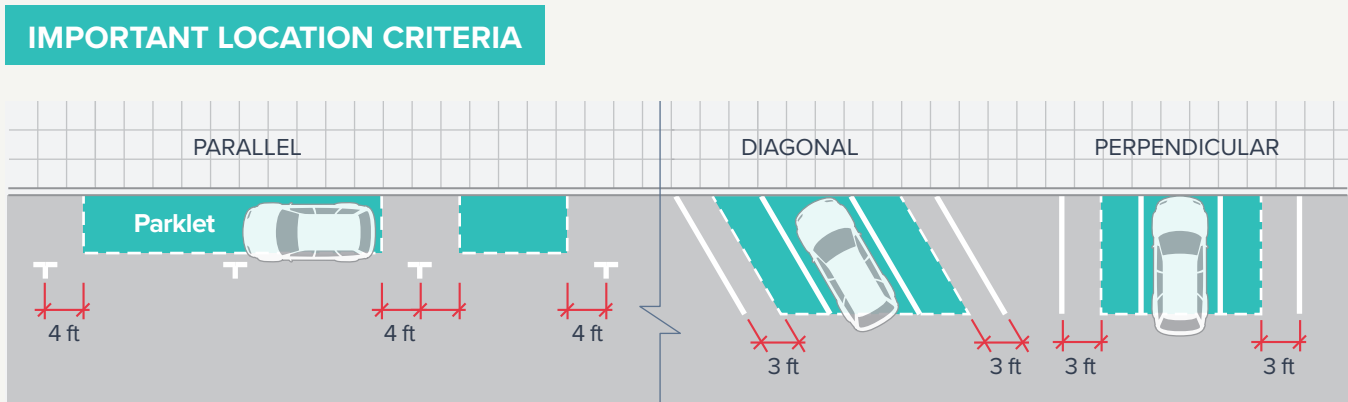 IMPORTANT LOCATION CRITERIA
PARALLEL
DIAGONAL
PERPENDICULAR
Parklet
4 ft
4 ft
4 ft
3 ft
3 ft
3 ft
3 ft